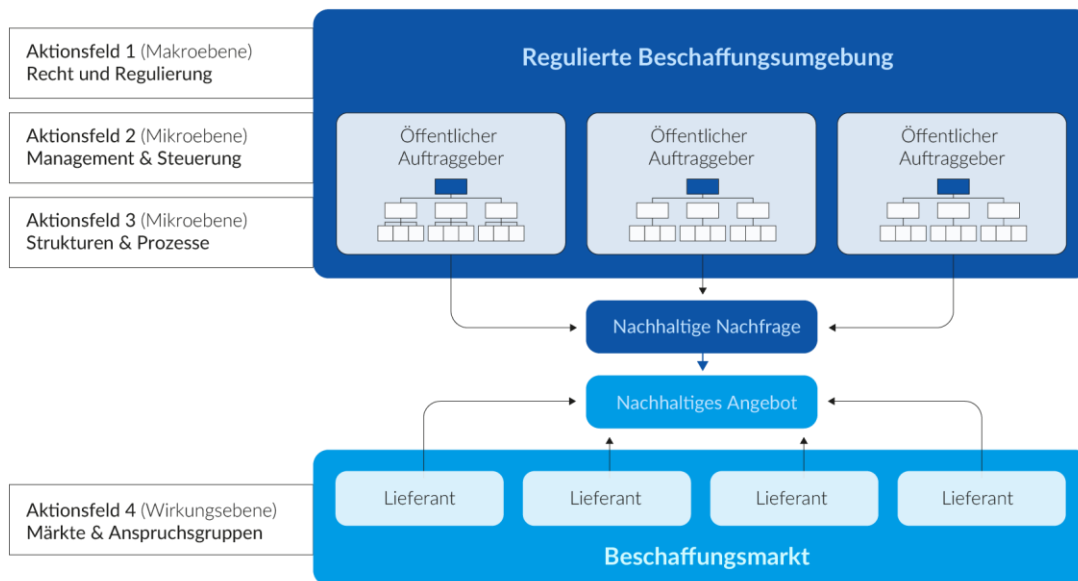 Aktionsfeld 1 (Makroebene)
Recht und Regulierung
Regulierte Beschaffungsumgebung
Aktionsfeld 2 (Mikroebene)
Management & Steuerung
Öffentlicher
Auftraggeber
Öffentlicher
Auftraggeber
Öffentlicher
Auftraggeber
Aktionsfeld 3 (Mikroebene)
Strukturen & Prozesse
Nachhaltige Nachfrage
Nachhaltiges Angebot
Aktionsfeld 4 (Wirkungsebene)
Märkte & Anspruchsgruppen
Lieferant
Lieferant
Lieferant
Lieferant
Beschaffungsmarkt